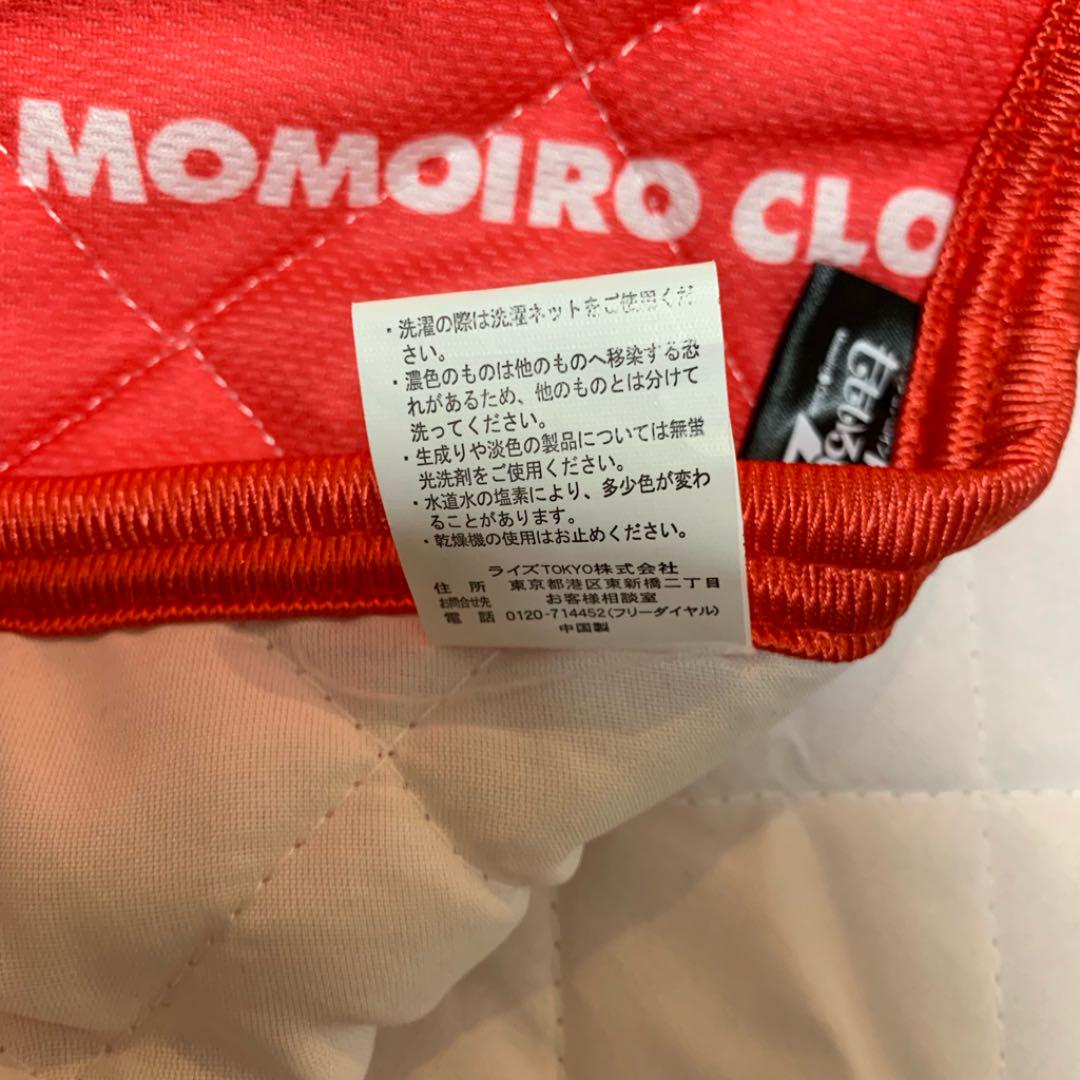 MOMOIRO CLO
・洗濯の際は洗濯ネットをご使用くだ
さい。
・濃色のものは他のものへ移染する恐
れがあるため、他のものとは分けて
洗ってください。
・生成りや淡色の製品については無蛍
光洗剤をご使用ください。
・水道水の塩素により、多少色が変わ
ることがあります。
・乾燥機の使用はお止めください。
ライズTOKYO株式会社
住 所 東京都港区東新橋二丁目
お問合せ先 お客様相談室
電 話 0120-714452(フリーダイヤル)
中国製
ももいろ